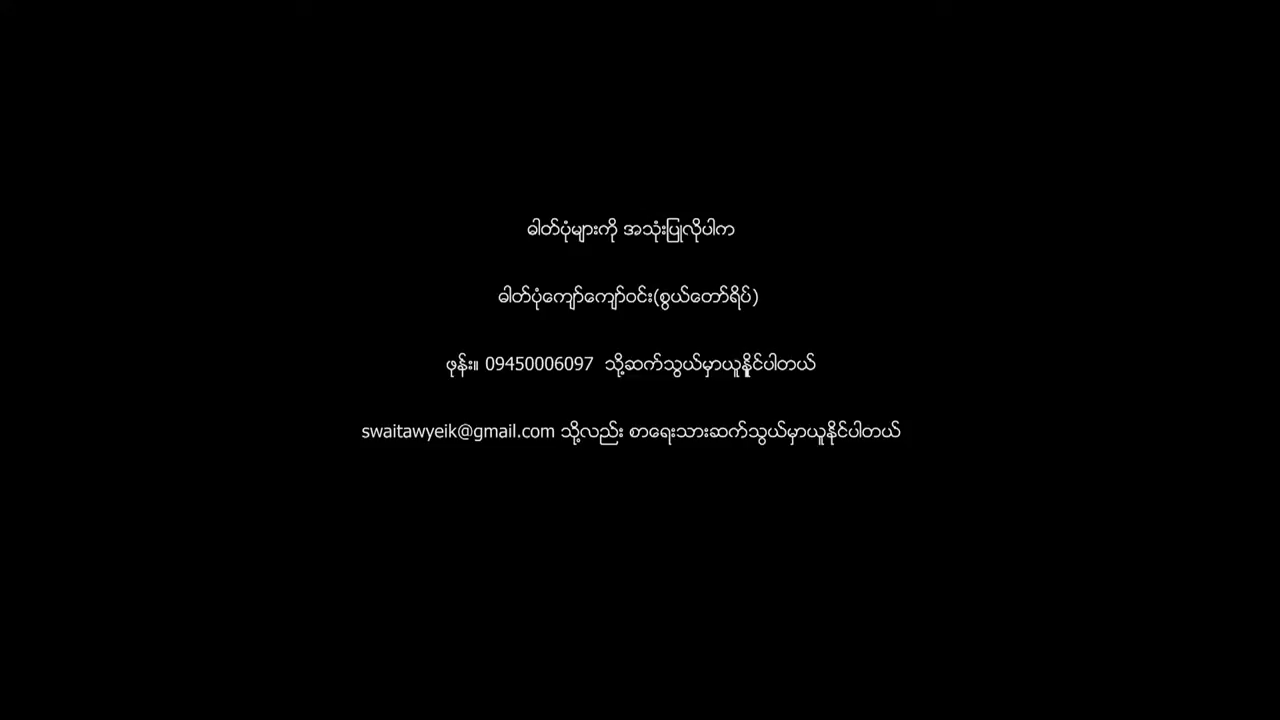 ဓါတ်ပုံများကို အသုံးပြုလိုပါက
ဓါတ်ပုံကျော်ကျော်ဝင်း(စွယ်တော်ရိပ်)
ဖုန်း။ 09450006097 သို့ဆက်သွယ်မှာယူနိုင်ပါတယ်
swaitawyeik@gmail.com သို့လည်း စာရေးသားဆက်သွယ်မှာယူနိုင်ပါတယ်